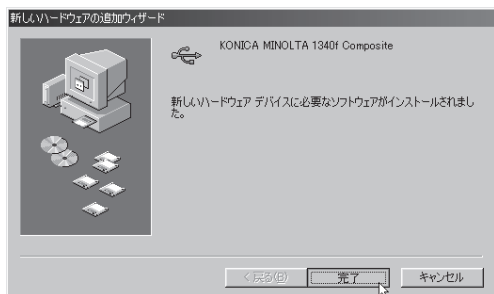 新しいハードウェアの追加ウィザード
KONICA MINOLTA 1340f Composite
新しいハードウェア デバイスに必要なソフトウェアがインストールされまし
た。
< 戻る(B)
完了
キャンセル